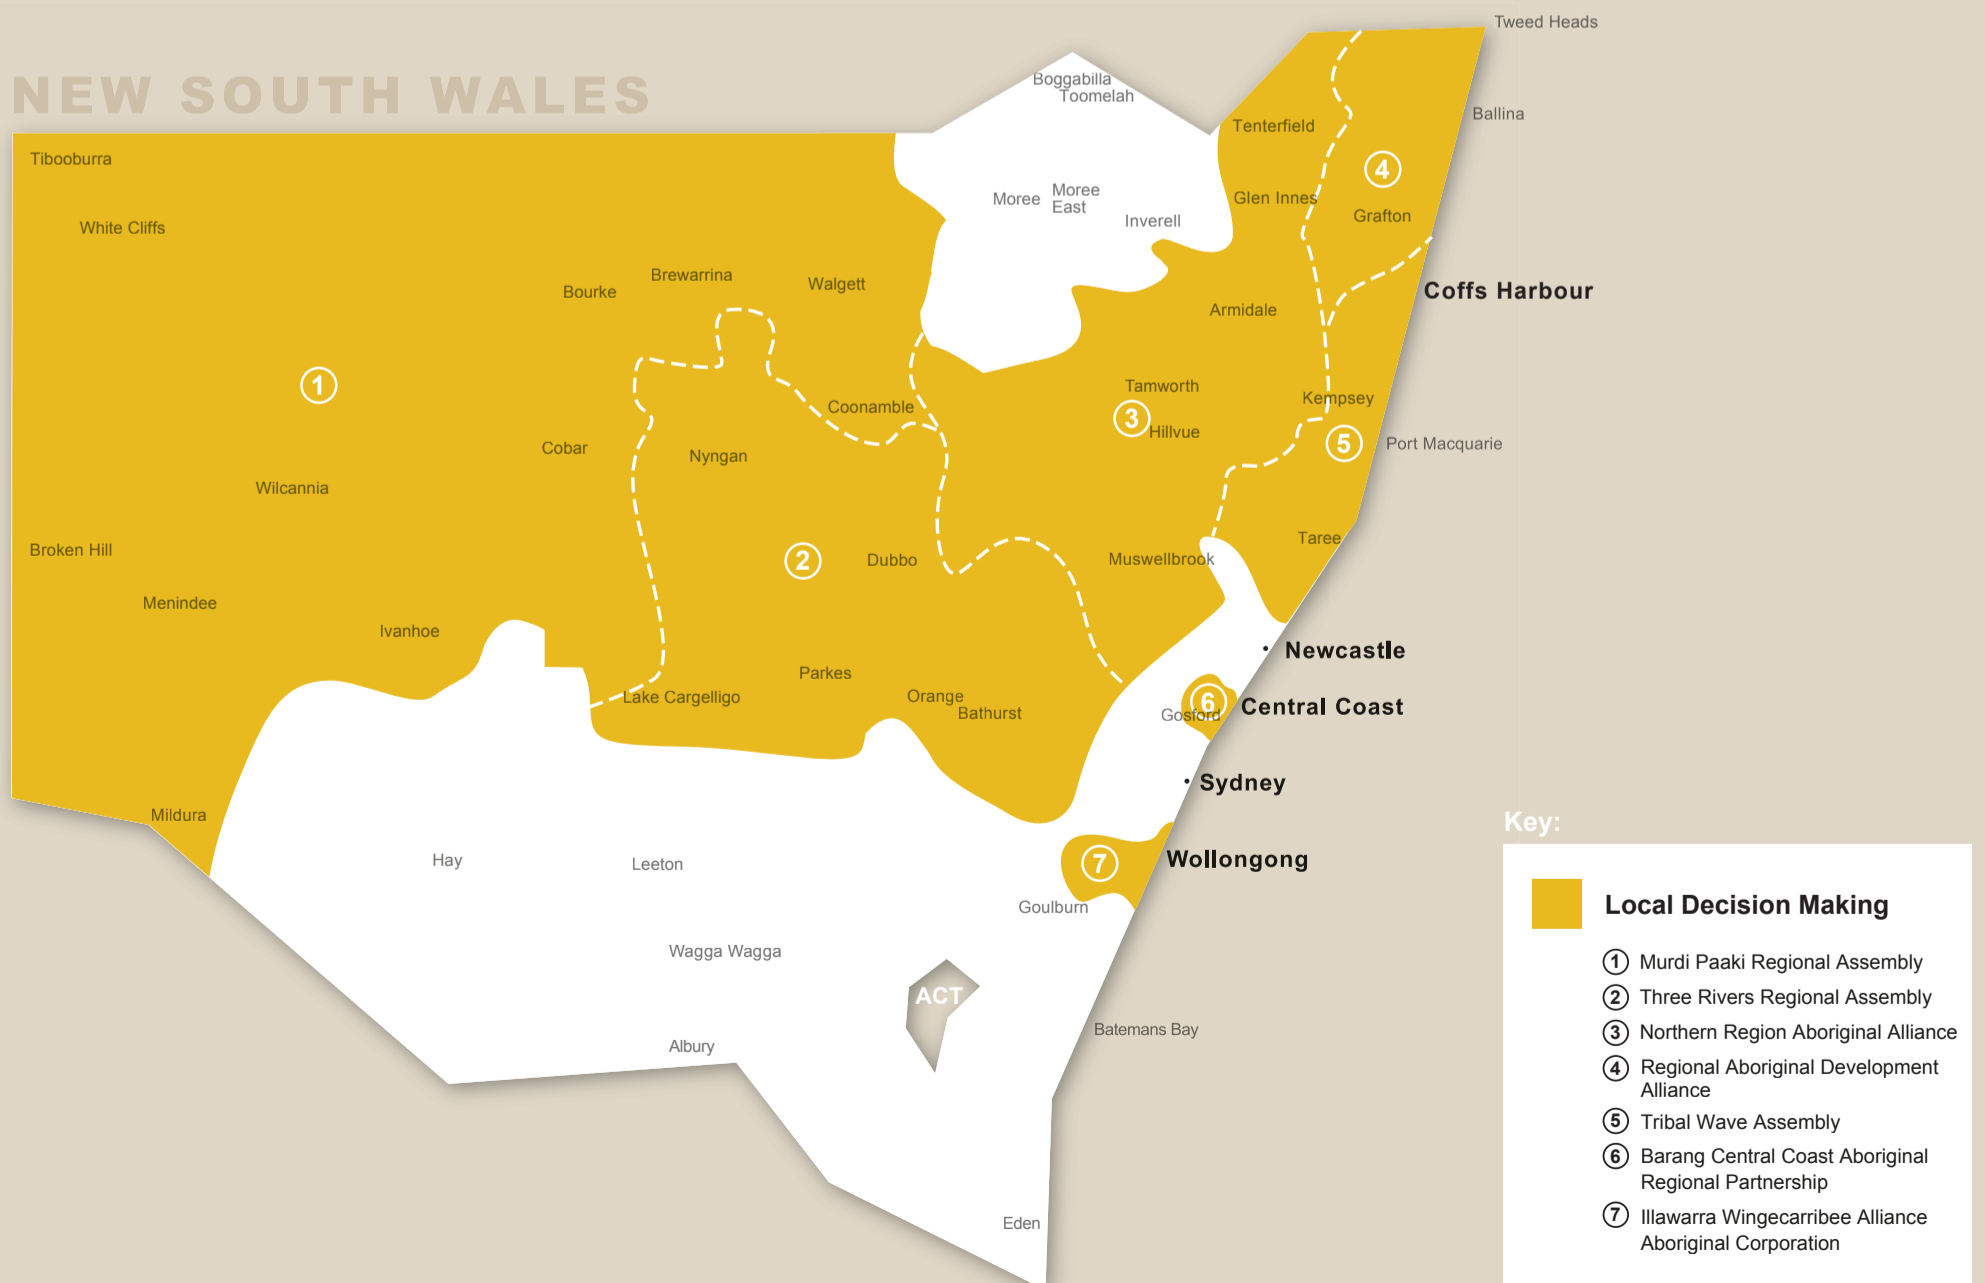 Tweed Heads
NEW SOUTH WALES
Boggabilla
Toomelah
Ballina
Tenterfield
Tibooburra
4
Moree
Moree
East
Glen Innes
Inverell
Grafton
White Cliffs
Brewarrina
Walgett
Bourke
Coffs Harbour
Armidale
1
Tamworth
Kempsey
Coonamble
3
Hillvue
5
Port Macquarie
Cobar
Nyngan
Wilcannia
Taree
Broken Hill
2
Dubbo
Muswellbrook
Menindee
Ivanhoe
Newcastle
Parkes
Lake Cargelligo
Orange
Bathurst
6
Gosford
Central Coast
Sydney
Mildura
Hay
Leeton
7
Wollongong
Goulburn
Wagga Wagga
ACT
Batemans Bay
Albury
Eden
Key:
Local Decision Making
1 Murdi Paaki Regional Assembly
2 Three Rivers Regional Assembly
3 Northern Region Aboriginal Alliance
4 Regional Aboriginal Development
Alliance
5 Tribal Wave Assembly
6 Barang Central Coast Aboriginal
Regional Partnership
7 Illawarra Wingecarribee Alliance
Aboriginal Corporation